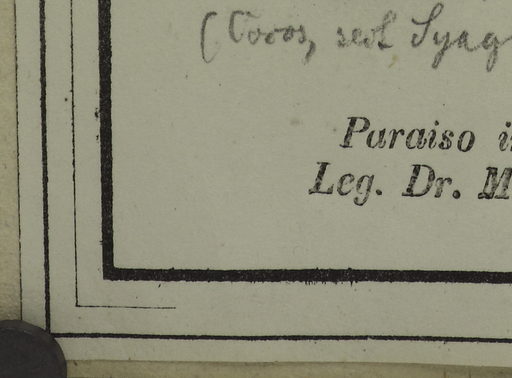 (Cocos, sect Syag
Paraiso i
Leg. Dr. M